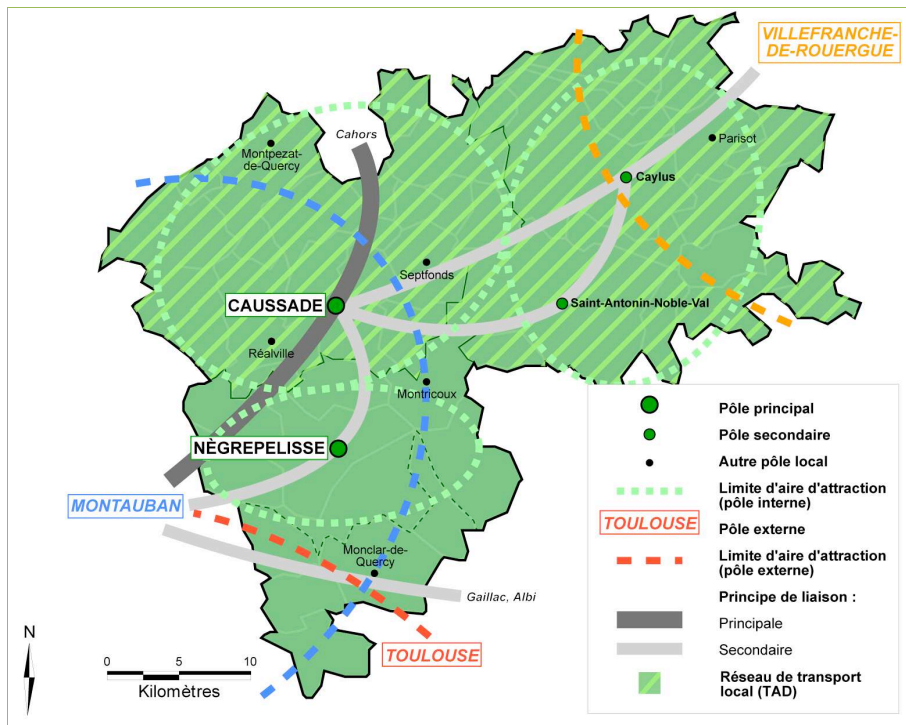 VILLEFRANCHE-
DE-ROUERGUE
Cahors
Montpezat-
de-Quercy
Parisot
Caylus
Septfonds
CAUSSADE
Saint-Antonin-Noble-Val
Réalville
Montricoux
NÈGREPELISSE
MONTAUBAN
Monclar-de-
Quercy
Gaillac, Albi
TOULOUSE
N
0 5 10
Kilomètres
Pôle principal
Pôle secondaire
Autre pôle local
Limite d'aire d'attraction
(pôle interne)
TOULOUSE Pôle externe
Limite d'aire d'attraction
(pôle externe)
Principe de liaison :
Principale
Secondaire
Réseau de transport
local (TAD)